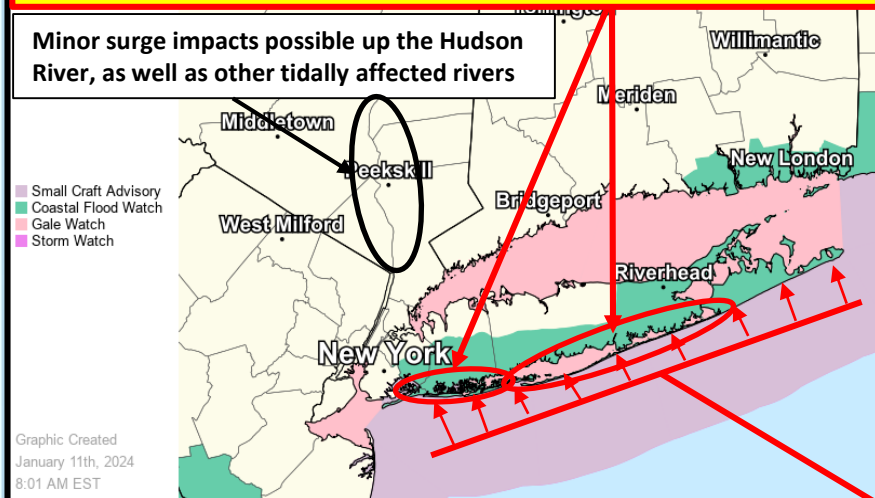 Minor surge impacts possible up the Hudson
River, as well as other tidally affected rivers
Willimantic
Meriden
Middletown
Peekskill
New London
Small Craft Advisory
Coastal Flood Watch
Gale Watch
Storm Watch
Bridgeport
West Milford
Riverhead
New York
Graphic Created
January 11th, 2024
8:01 AM EST